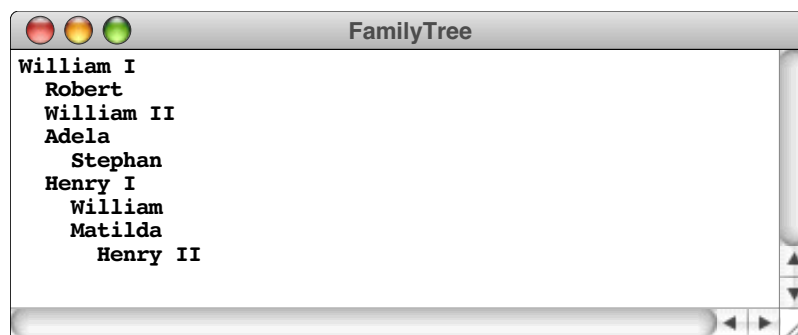 FamilyTree
William I
  Robert
  William II
  Adela
    Stephan
  Henry I
    William
    Matilda
      Henry II